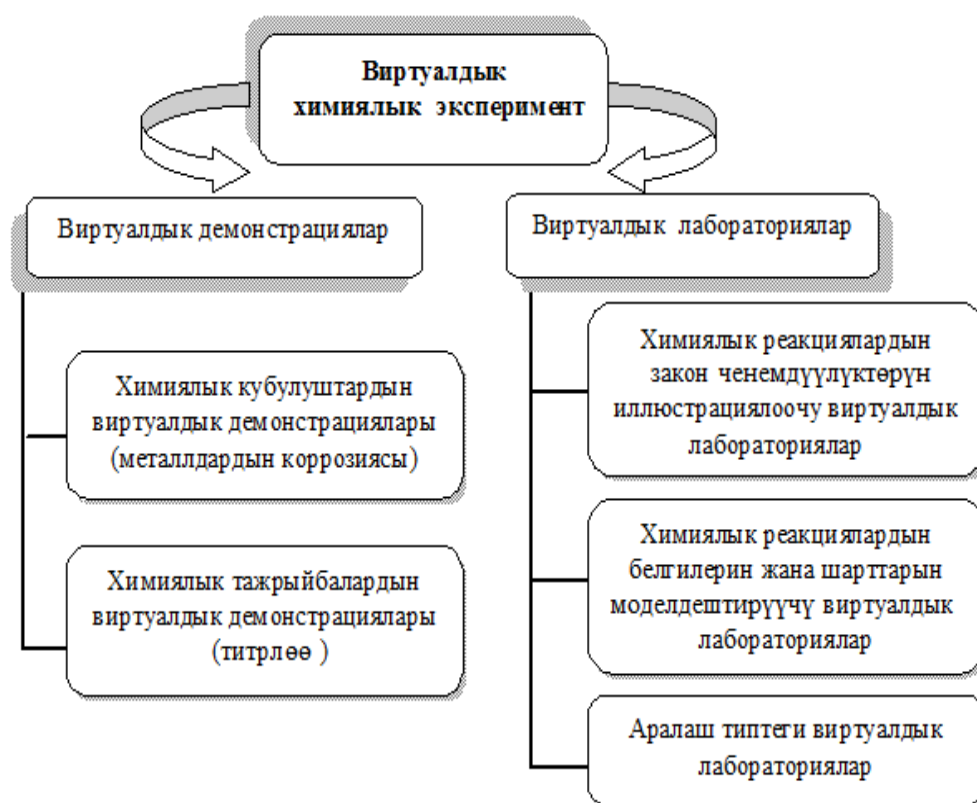 Виртуалдык
химиялык эксперимент
Виртуалдык демонстрациялар
Химиялык кубулуштардын
виртуалдык демонстрациялары
(металлдардын коррозиясы)
Химиялык тажрыйбалардын
виртуалдык демонстрациялары
(титрлөө )
Виртуалдык лабораториялар
Химиялык реакциялардын
закон ченемдүүлүктөрүн
иллюстрациялоочу виртуалдык
лабораториялар
Химиялык реакциялардын
белгилерин жана шарттарын
моделдештирүүчү виртуалдык
лабораториялар
Аралаш типтеги виртуалдык
лабораториялар